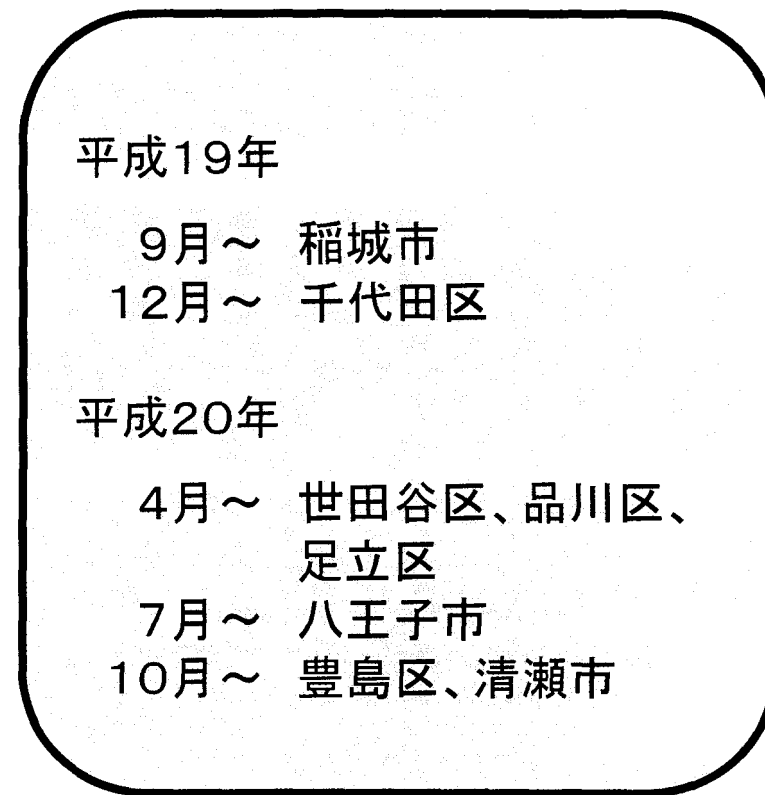 平成19年
9月～ 稲城市
12月～ 千代田区
平成20年
4月～ 世田谷区、品川区、
足立区
7月～ 八王子市
10月～ 豊島区、清瀬市